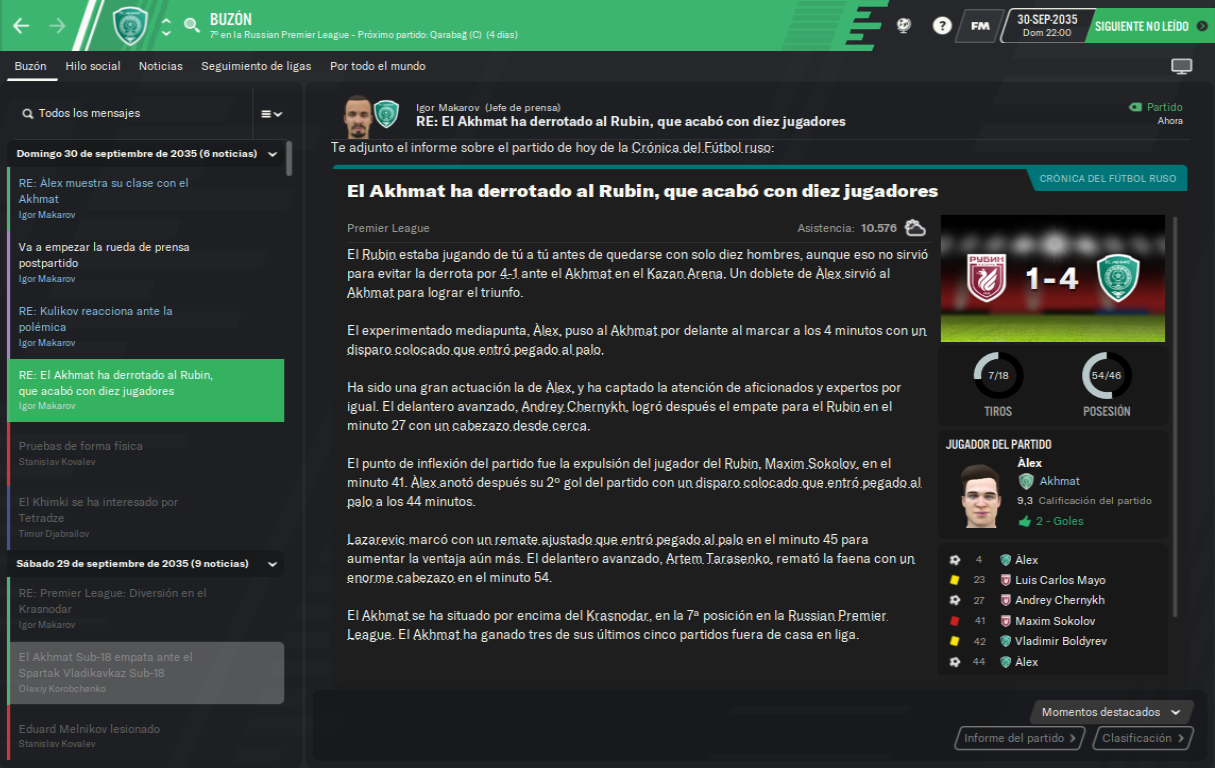 BUZÓN
7º en la Russian Premier League - Próximo partido: Qarabağ (C) (4 días)
FM
30-SEP-2035
Dom 22:00
SIGUIENTE NO LEÍDO
Buzón Hilo social Noticias Seguimiento de ligas Por todo el mundo
Todos los mensajes
Domingo 30 de septiembre de 2035 (6 noticias)
RE: Àlex muestra su clase con el
Akhmat
Igor Makarov
Va a empezar la rueda de prensa
postpartido
Igor Makarov
RE: Kulikov reacciona ante la
polémica
Igor Makarov
RE: El Akhmat ha derrotado al Rubin,
que acabó con diez jugadores
Igor Makarov
Pruebas de forma física
Stanislav Kovalev
El Khimki se ha interesado por
Tetradze
Timur Djabrailov
Sábado 29 de septiembre de 2035 (9 noticias)
RE: Premier League: Diversión en el
Krasnodar
Igor Makarov
El Akhmat Sub-18 empata ante el
Spartak Vladikavkaz Sub-18
Olexiy Korobchenko
Eduard Melnikov lesionado
Stanislav Kovalev
Igor Makarov (Jefe de prensa)
RE: El Akhmat ha derrotado al Rubin, que acabó con diez jugadores
Partido
Ahora
Te adjunto el informe sobre el partido de hoy de la Crónica del Fútbol ruso:
CRÓNICA DEL FÚTBOL RUSO
El Akhmat ha derrotado al Rubin, que acabó con diez jugadores
Premier League Asistencia: 10.576
El Rubin estaba jugando de tú a tú antes de quedarse con solo diez hombres, aunque eso no sirvió
para evitar la derrota por 4-1 ante el Akhmat en el Kazan Arena. Un doblete de Àlex sirvió al
Akhmat para lograr el triunfo.
El experimentado mediapunta, Àlex, puso al Akhmat por delante al marcar a los 4 minutos con un
disparo colocado que entró pegado al palo.
Ha sido una gran actuación la de Àlex, y ha captado la atención de aficionados y expertos por
igual. El delantero avanzado, Andrey Chernykh, logró después el empate para el Rubin en el
minuto 27 con un cabezazo desde cerca.
El punto de inflexión del partido fue la expulsión del jugador del Rubin, Maxim Sokolov, en el
minuto 41. Àlex anotó después su 2º gol del partido con un disparo colocado que entró pegado al
palo a los 44 minutos.
Lazarevic marcó con un remate ajustado que entró pegado al palo en el minuto 45 para
aumentar la ventaja aún más. El delantero avanzado, Artem Tarasenko, remató la faena con un
enorme cabezazo en el minuto 54.
El Akhmat se ha situado por encima del Krasnodar, en la 7ª posición en la Russian Premier
League. El Akhmat ha ganado tres de sus últimos cinco partidos fuera de casa en liga.
РУБИН
1 - 4
7/18
TIROS
54/46
POSESIÓN
JUGADOR DEL PARTIDO
Àlex
Akhmat
9,3 Calificación del partido
2 - Goles
4 Àlex
23 Luis Carlos Mayo
27 Andrey Chernykh
41 Maxim Sokolov
42 Vladimir Boldyrev
44 Àlex
Momentos destacados
Informe del partido
Clasificación